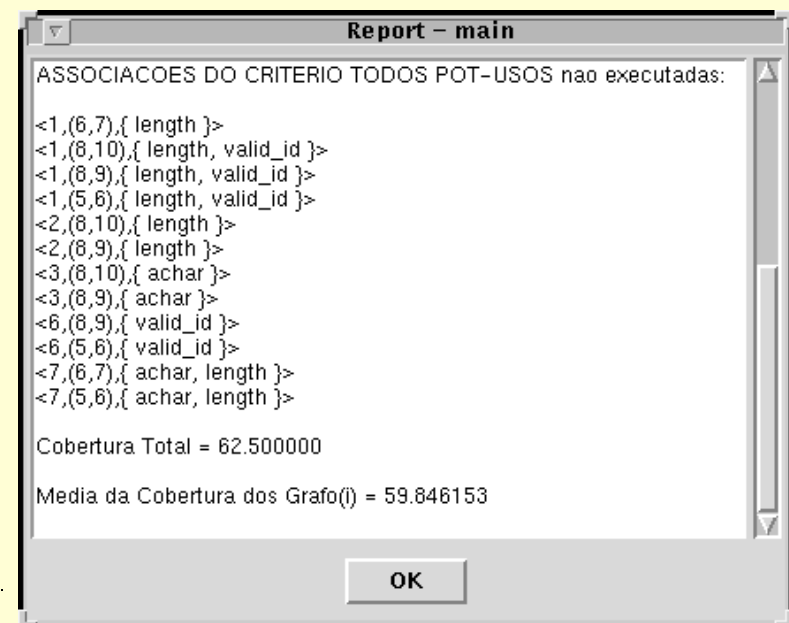 Report – main
ASSOCIACOES DO CRITERIO TODOS POT-USOS nao executadas:
<1,(6,7),{ length }>
<1,(8,10),{ length, valid_id }>
<1,(8,9),{ length, valid_id }>
<1,(5,6),{ length, valid_id }>
<2,(8,10),{ length }>
<2,(8,9),{ length }>
<3,(8,10),{ achar }>
<3,(8,9),{ achar }>
<6,(8,9),{ valid_id }>
<6,(5,6),{ valid_id }>
<7,(6,7),{ achar, length }>
<7,(5,6),{ achar, length }>
Cobertura Total = 62.500000
Media da Cobertura dos Grafo(i) = 59.846153
OK
.